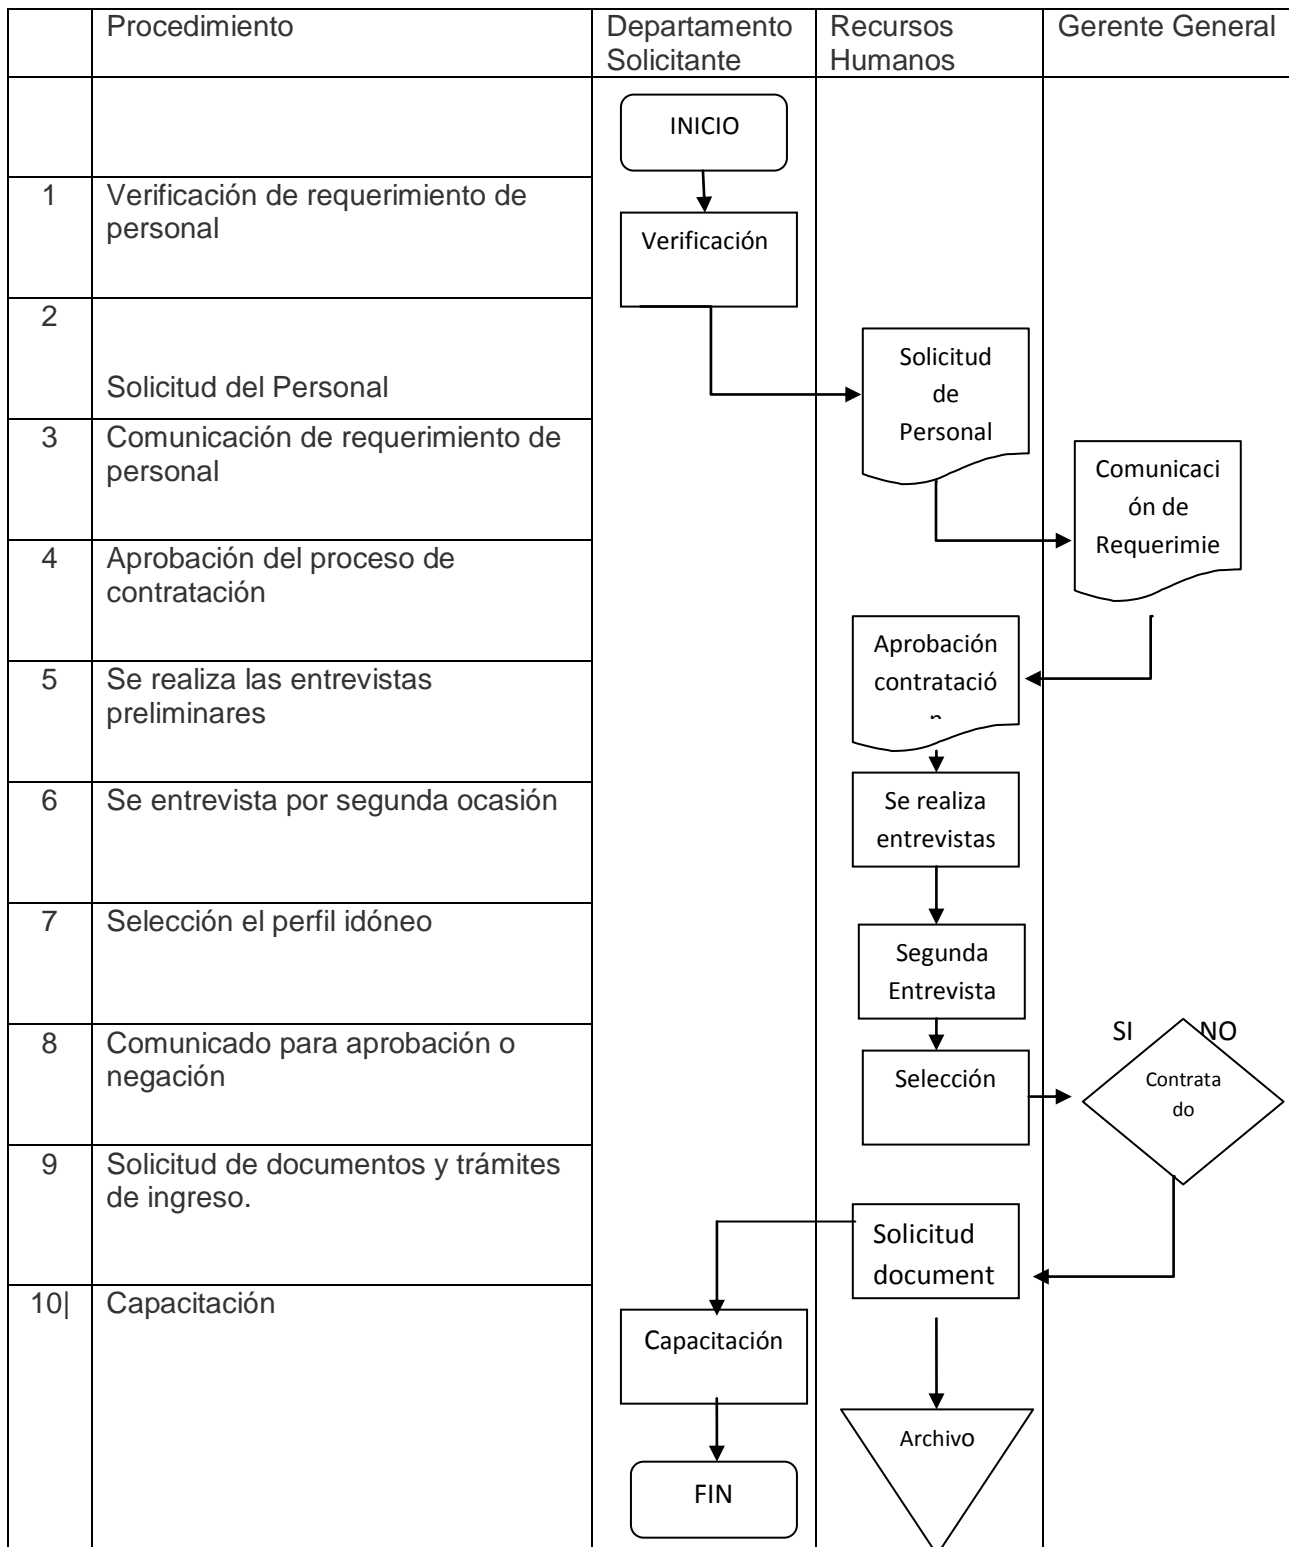 Procedimiento
Departamento
Solicitante
Recursos
Humanos
Gerente General
INICIO
1
Verificación de requerimiento de
personal
Verificación
2
Solicitud del Personal
Solicitud
de
Personal
3
Comunicación de requerimiento de
personal
Comunicaci
ón de
Requerimie
4
Aprobación del proceso de
contratación
Aprobación
contratació
n
5
Se realiza las entrevistas
preliminares
6
Se entrevista por segunda ocasión
Se realiza
entrevistas
7
Selección el perfil idóneo
Segunda
Entrevista
8
Comunicado para aprobación o
negación
Selección
SI
NO
Contrata
do
9
Solicitud de documentos y trámites
de ingreso.
Solicitud
document
10|
Capacitación
Capacitación
Archivo
FIN